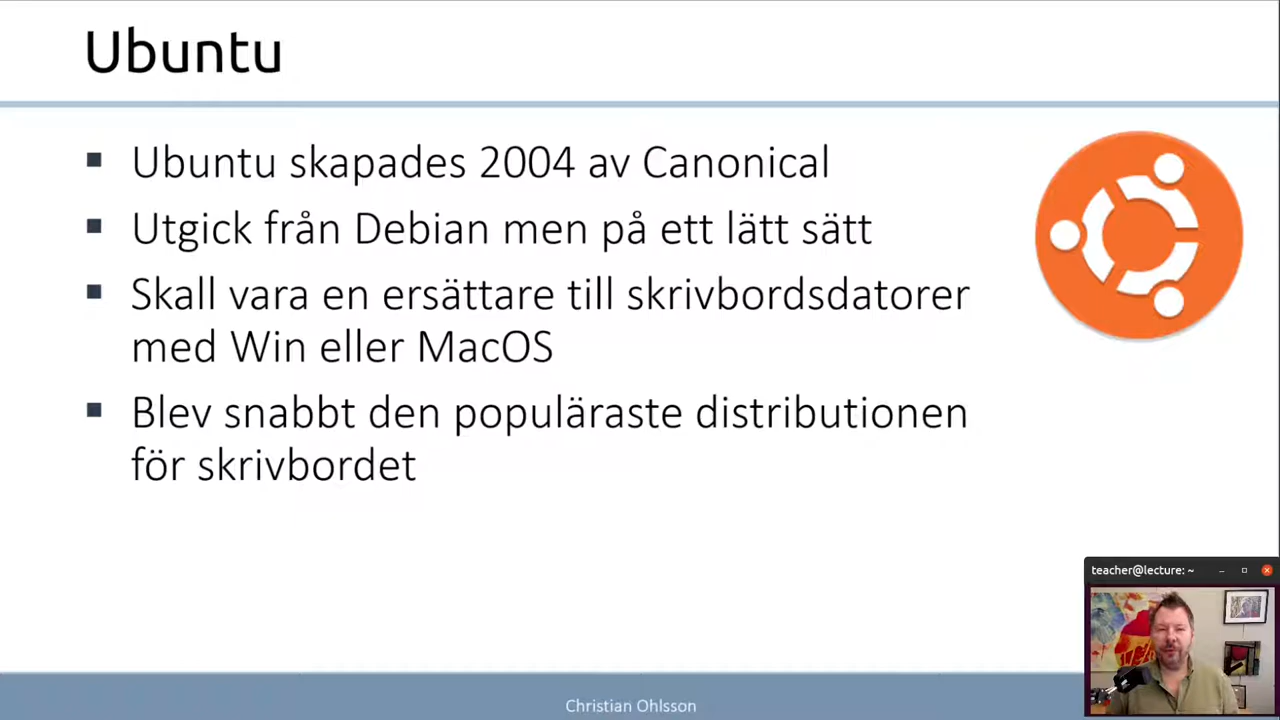 Ubuntu
▪ Ubuntu skapades 2004 av Canonical
▪ Utgick från Debian men på ett lätt sätt
▪ Skall vara en ersättare till skrivbordsdatorer
med Win eller MacOS
▪ Blev snabbt den populäraste distributionen
för skrivbordet
teacher@lecture: ~
Christian Ohlsson